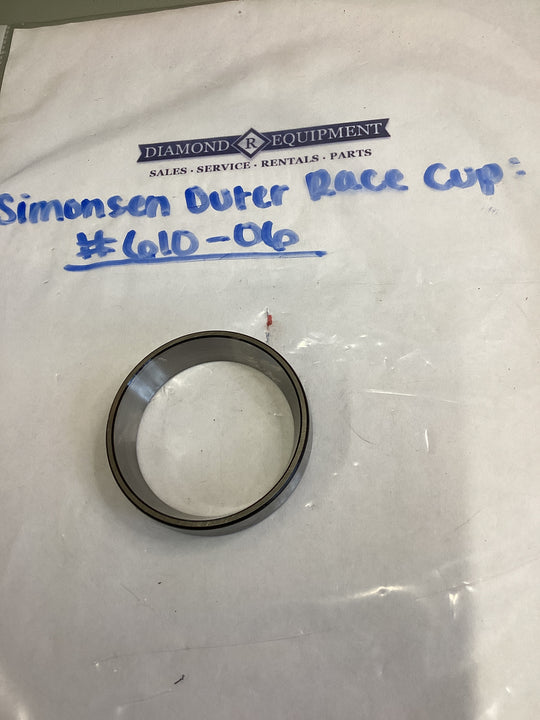 DIAMOND R EQUIPMENT
SALES · SERVICE · RENTALS · PARTS
Simonsen Outer Race Cup:
#610-06